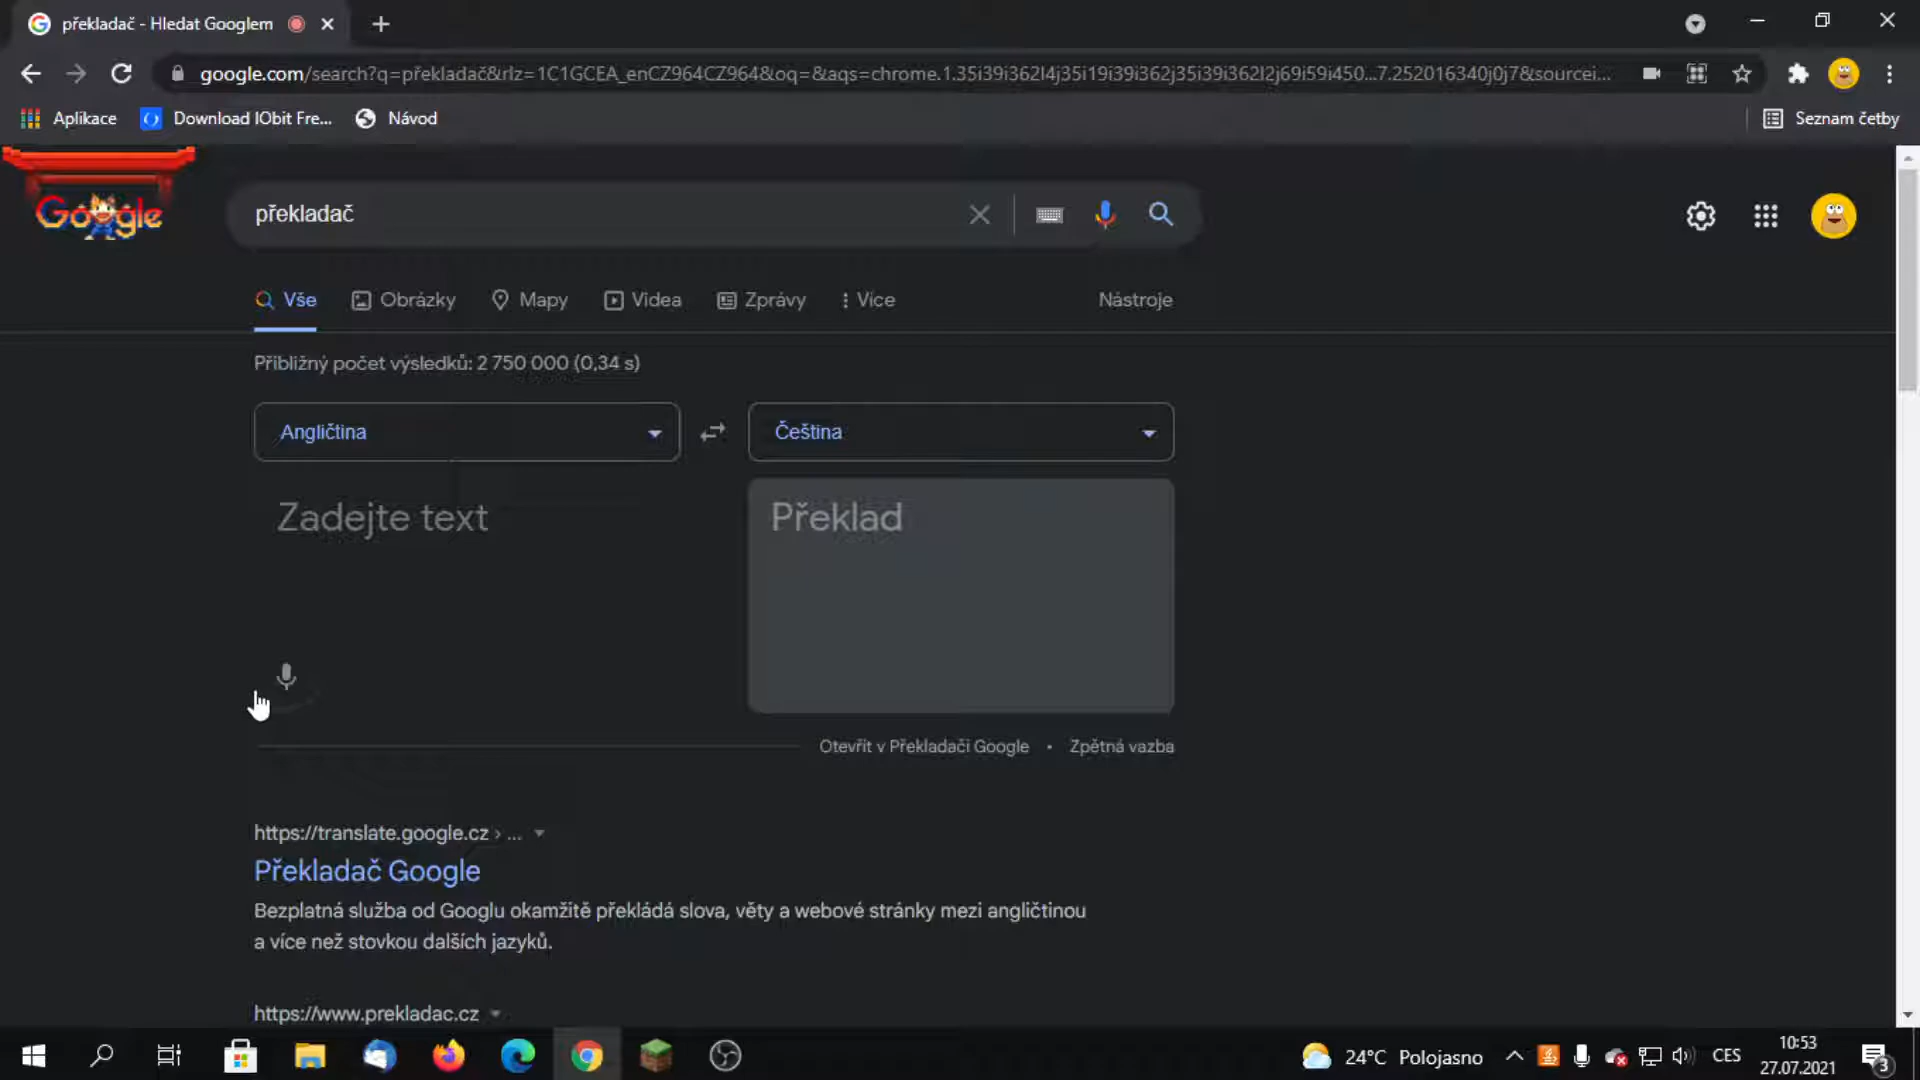 překladač - Hledat Googlem
google.com/search?q=překladač&rlz=1C1GCEA_enCZ964CZ964&oq=&aqs=chrome.1.35i39i362l4j35i19i39i362j35i39i362l2j69i59i450...7.252016340j0j7&sourcei...
Aplikace
Download IObit Fre...
Návod
Seznam četby
Google
překladač
Vše
Obrázky
Mapy
Videa
Zprávy
Více
Nástroje
Přibližný počet výsledků: 2 750 000 (0,34 s)
Angličtina
Čeština
Zadejte text
Překlad
Otevřít v Překladači Google • Zpětná vazba
https://translate.google.cz › ...
Překladač Google
Bezplatná služba od Googlu okamžitě překládá slova, věty a webové stránky mezi angličtinou
a více než stovkou dalších jazyků.
https://www.prekladac.cz
24°C Polojasno
CES
10:53
27.07.2021
3